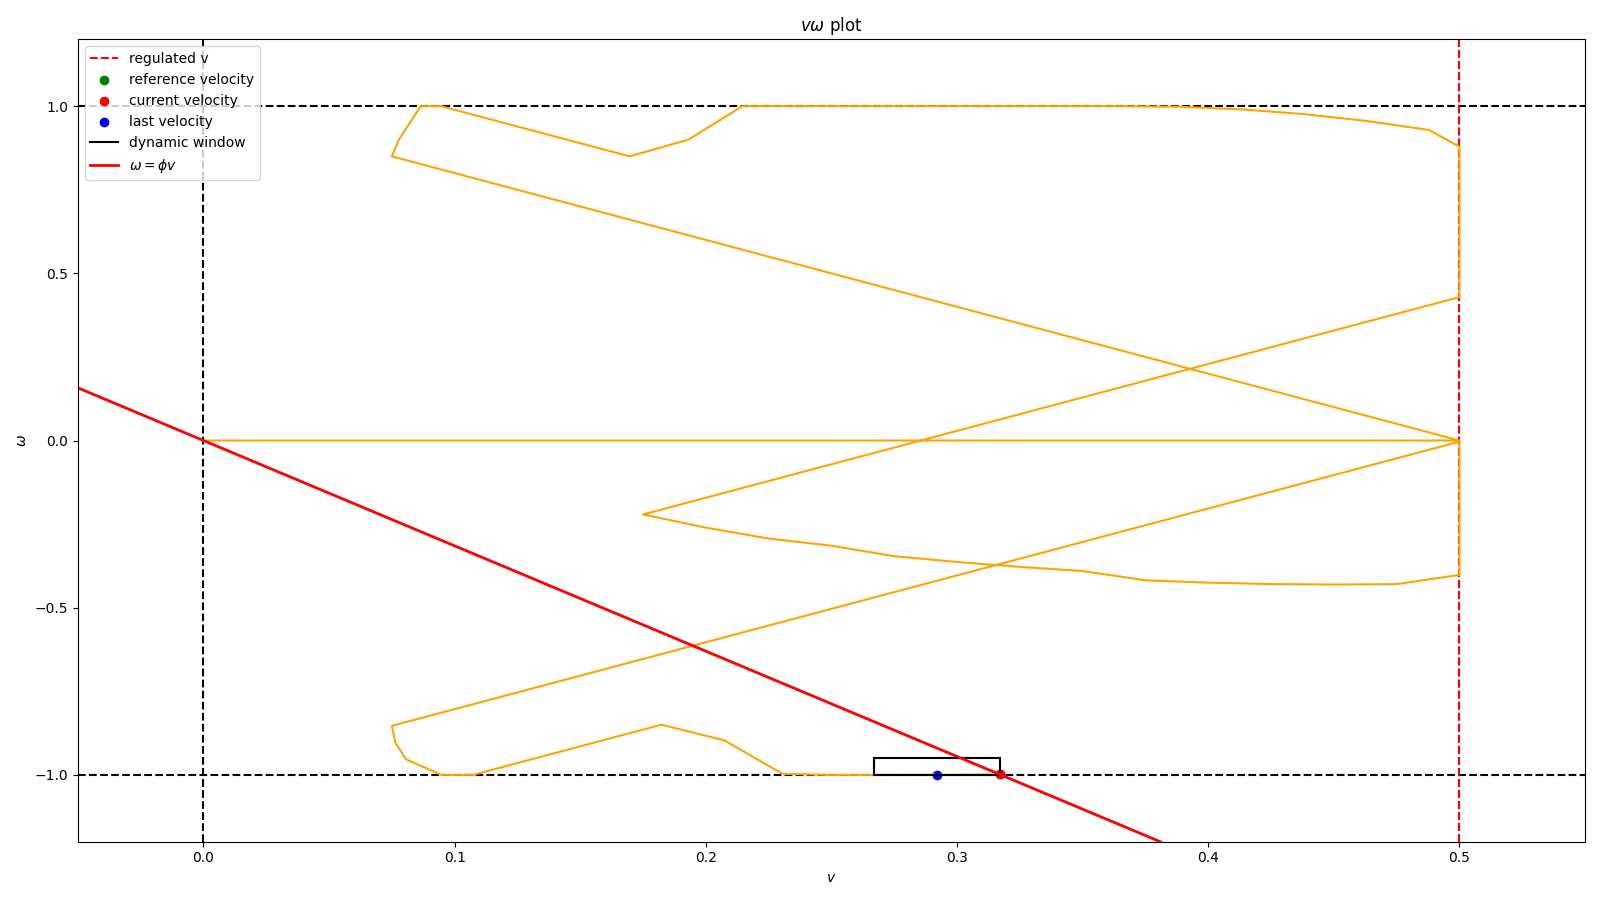 vω plot
regulated v
reference velocity
current velocity
last velocity
dynamic window
ω = ϕv
1.0
0.5
0.0
−0.5
−1.0
ω
0.0 0.1 0.2 0.3 0.4 0.5
v